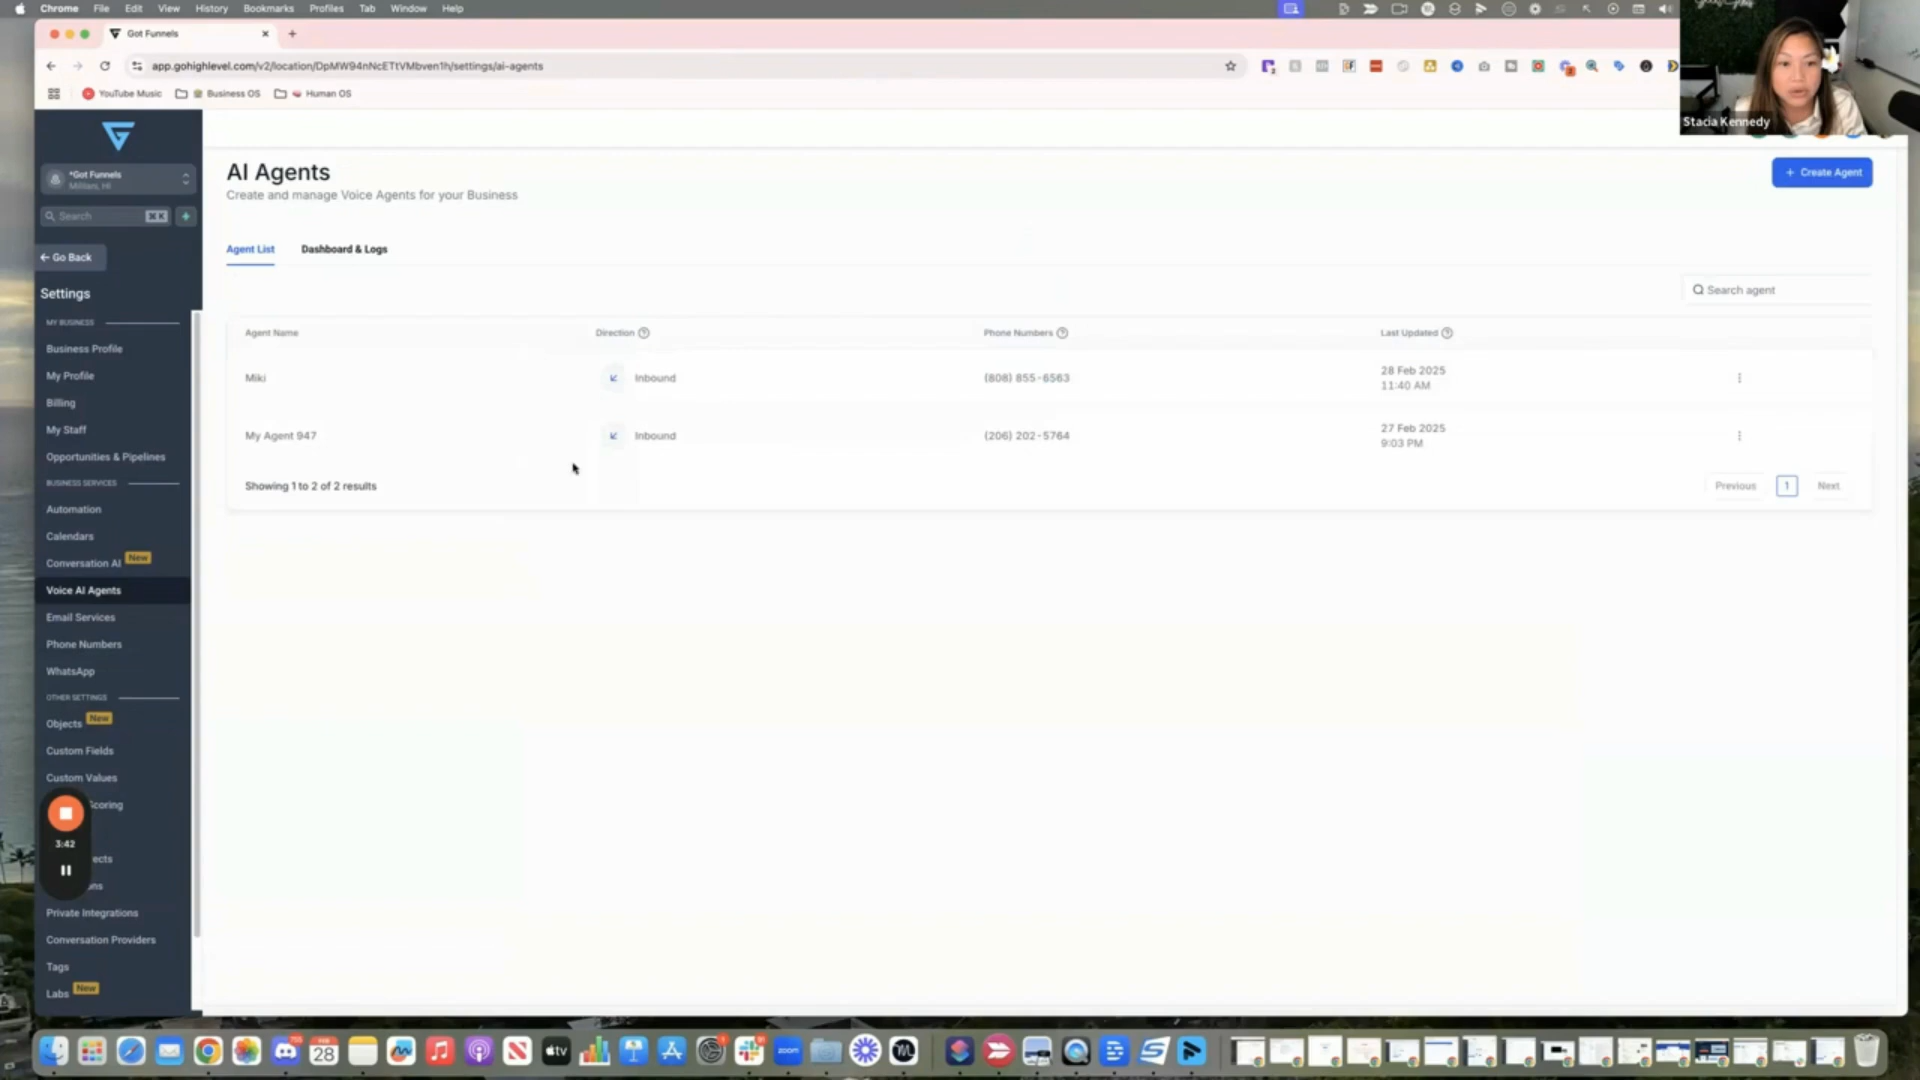 Chrome File Edit View History Bookmarks Profiles Tab Window Help
Got Funnels
app.gohighlevel.com/v2/location/DpMW94nNcETtVMbven1h/settings/ai-agents
YouTube Music Business OS Human OS
Stacia Kennedy
*Got Funnels
Mililani, HI
Search ⌘K
Go Back
Settings
MY BUSINESS
Business Profile
My Profile
Billing
My Staff
Opportunities & Pipelines
BUSINESS SERVICES
Automation
Calendars
Conversation AI New
Voice AI Agents
Email Services
Phone Numbers
WhatsApp
OTHER SETTINGS
Objects New
Custom Fields
Custom Values
Scoring
3:42
ects
ons
Private Integrations
Conversation Providers
Tags
Labs New
AI Agents
Create and manage Voice Agents for your Business
+ Create Agent
Agent List Dashboard & Logs
Search agent
Agent Name Direction Phone Numbers Last Updated
Miki Inbound (808) 855-6563 28 Feb 2025
11:40 AM
My Agent 947 Inbound (206) 202-5764 27 Feb 2025
9:03 PM
Showing 1 to 2 of 2 results
Previous 1 Next
28
tv
zoom